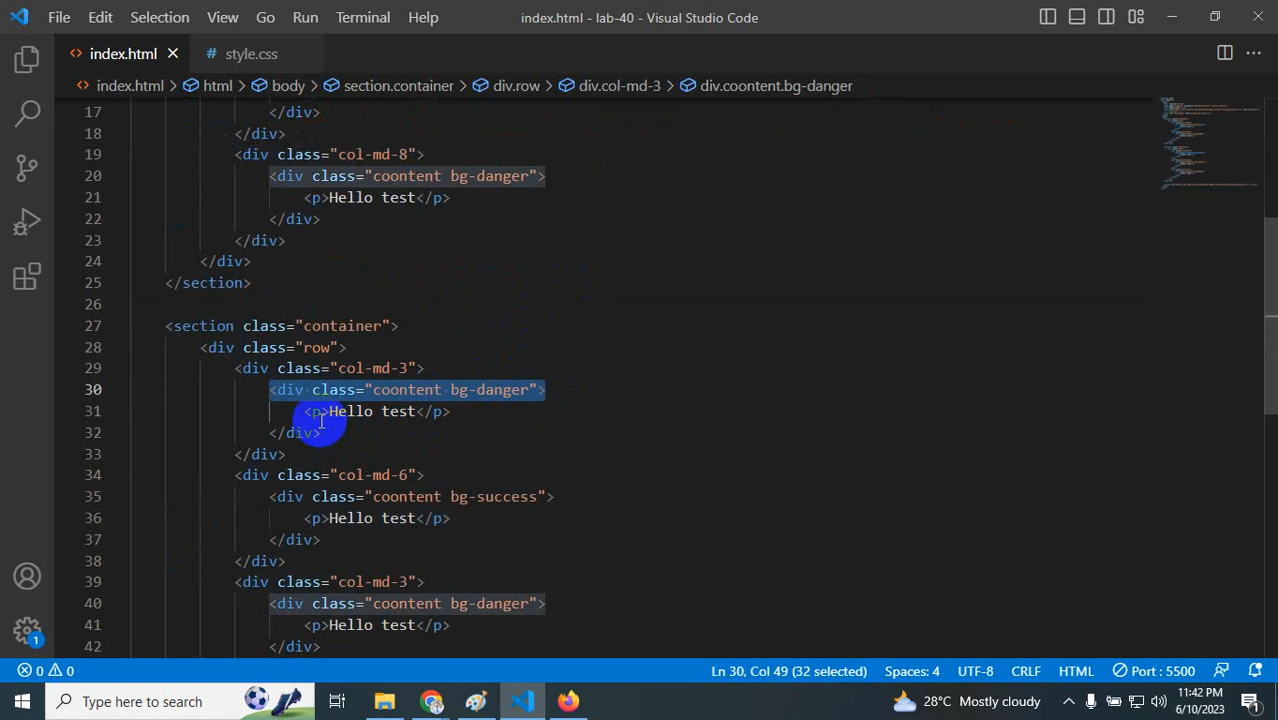 File Edit Selection View Go Run Terminal Help index.html - lab-40 - Visual Studio Code
<> index.html × # style.css
<> index.html > html > body > section.container > div.row > div.col-md-3 > div.coontent.bg-danger
17 </div>
18 </div>
19 <div class="col-md-8">
20 <div class="coontent bg-danger">
21 <p>Hello test</p>
22 </div>
23 </div>
24 </div>
25 </section>
26
27 <section class="container">
28 <div class="row">
29 <div class="col-md-3">
30 <div class="coontent bg-danger">
31 <p>Hello test</p>
32 </div>
33 </div>
34 <div class="col-md-6">
35 <div class="coontent bg-success">
36 <p>Hello test</p>
37 </div>
38 </div>
39 <div class="col-md-3">
40 <div class="coontent bg-danger">
41 <p>Hello test</p>
42 </div>
1
0 0 Ln 30, Col 49 (32 selected) Spaces: 4 UTF-8 CRLF HTML Port : 5500
Type here to search 28°C Mostly cloudy 11:42 PM
6/10/2023 1